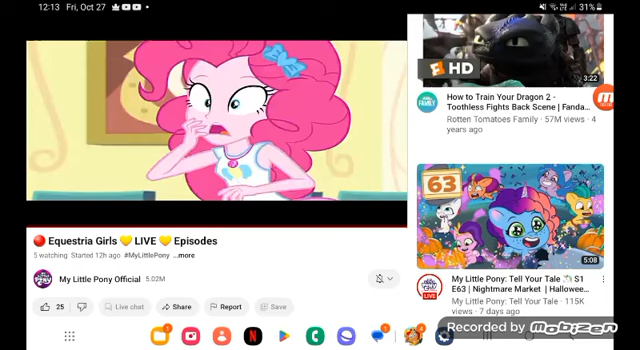 12:13 Fri, Oct 27
31%
HD
3:22
How to Train Your Dragon 2 -
Toothless Fights Back Scene | Fanda...
Rotten Tomatoes Family · 57M views · 4
years ago
FAMILY
63
5:08
🔴 Equestria Girls 💛 LIVE 💛 Episodes
5 watching Started 12h ago #MyLittlePony ...more
My Little Pony Official 5.02M
25
Live chat
Share
Report
Save
LIVE
My Little Pony: Tell Your Tale 🦄 S1
E63 | Nightmare Market | Hallowee...
My Little Pony: Tell Your Tale · 115K
views · 7 days ago
Recorded by Mobizen